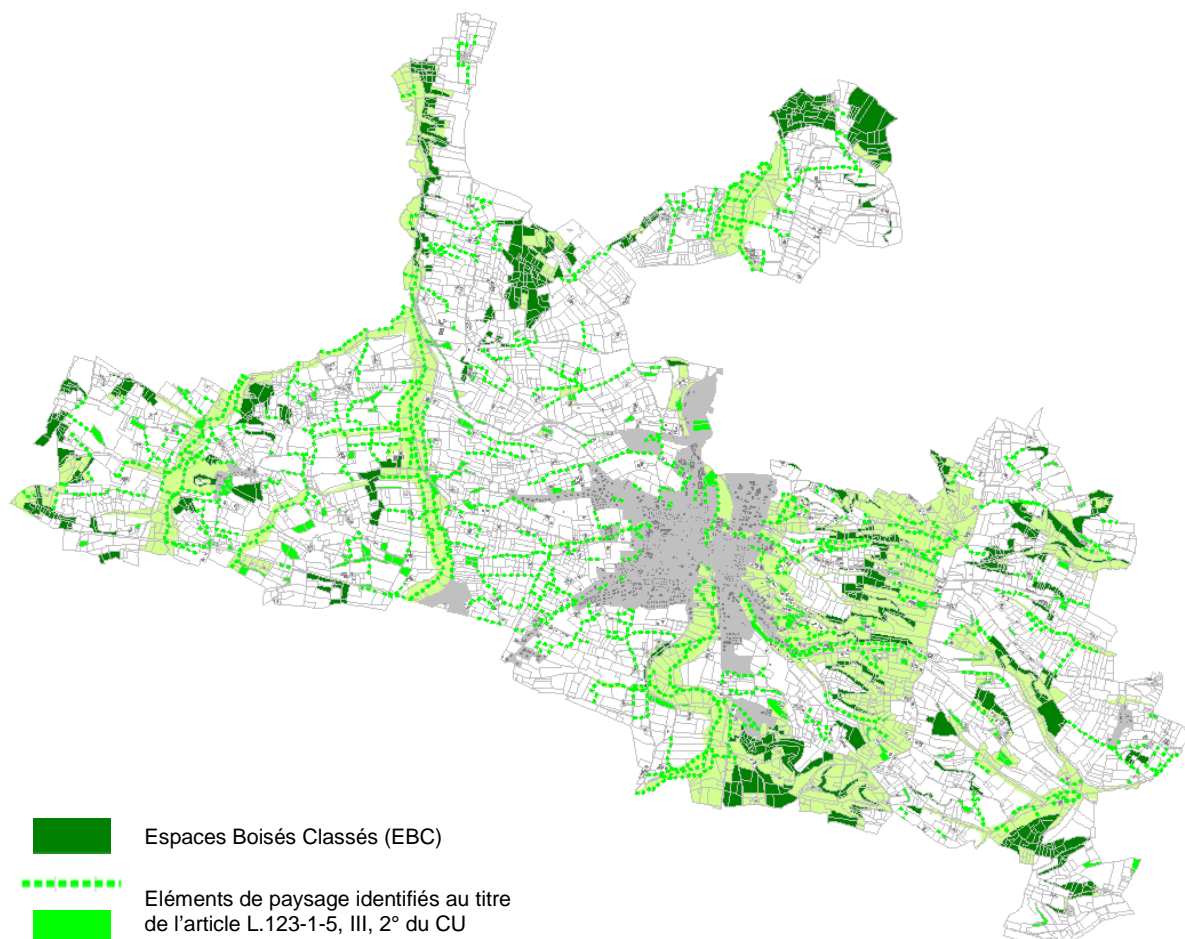 Espaces Boisés Classés (EBC)
Eléments de paysage identifiés au titre
de l'article L.123-1-5, III, 2° du CU